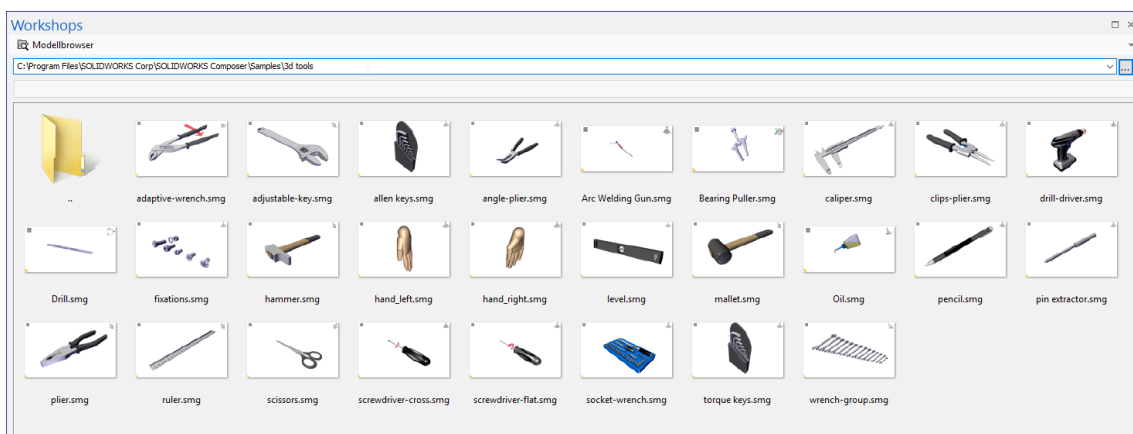 Workshops
Modellbrowser
C:\Program Files\SOLIDWORKS Corp\SOLIDWORKS Composer\Samples\3d tools
...
..
adaptive-wrench.smg
adjustable-key.smg
allen keys.smg
angle-plier.smg
Arc Welding Gun.smg
Bearing Puller.smg
caliper.smg
clips-plier.smg
drill-driver.smg
Drill.smg
fixations.smg
hammer.smg
hand_left.smg
hand_right.smg
level.smg
mallet.smg
Oil.smg
pencil.smg
pin extractor.smg
plier.smg
ruler.smg
scissors.smg
screwdriver-cross.smg
screwdriver-flat.smg
socket-wrench.smg
torque keys.smg
wrench-group.smg